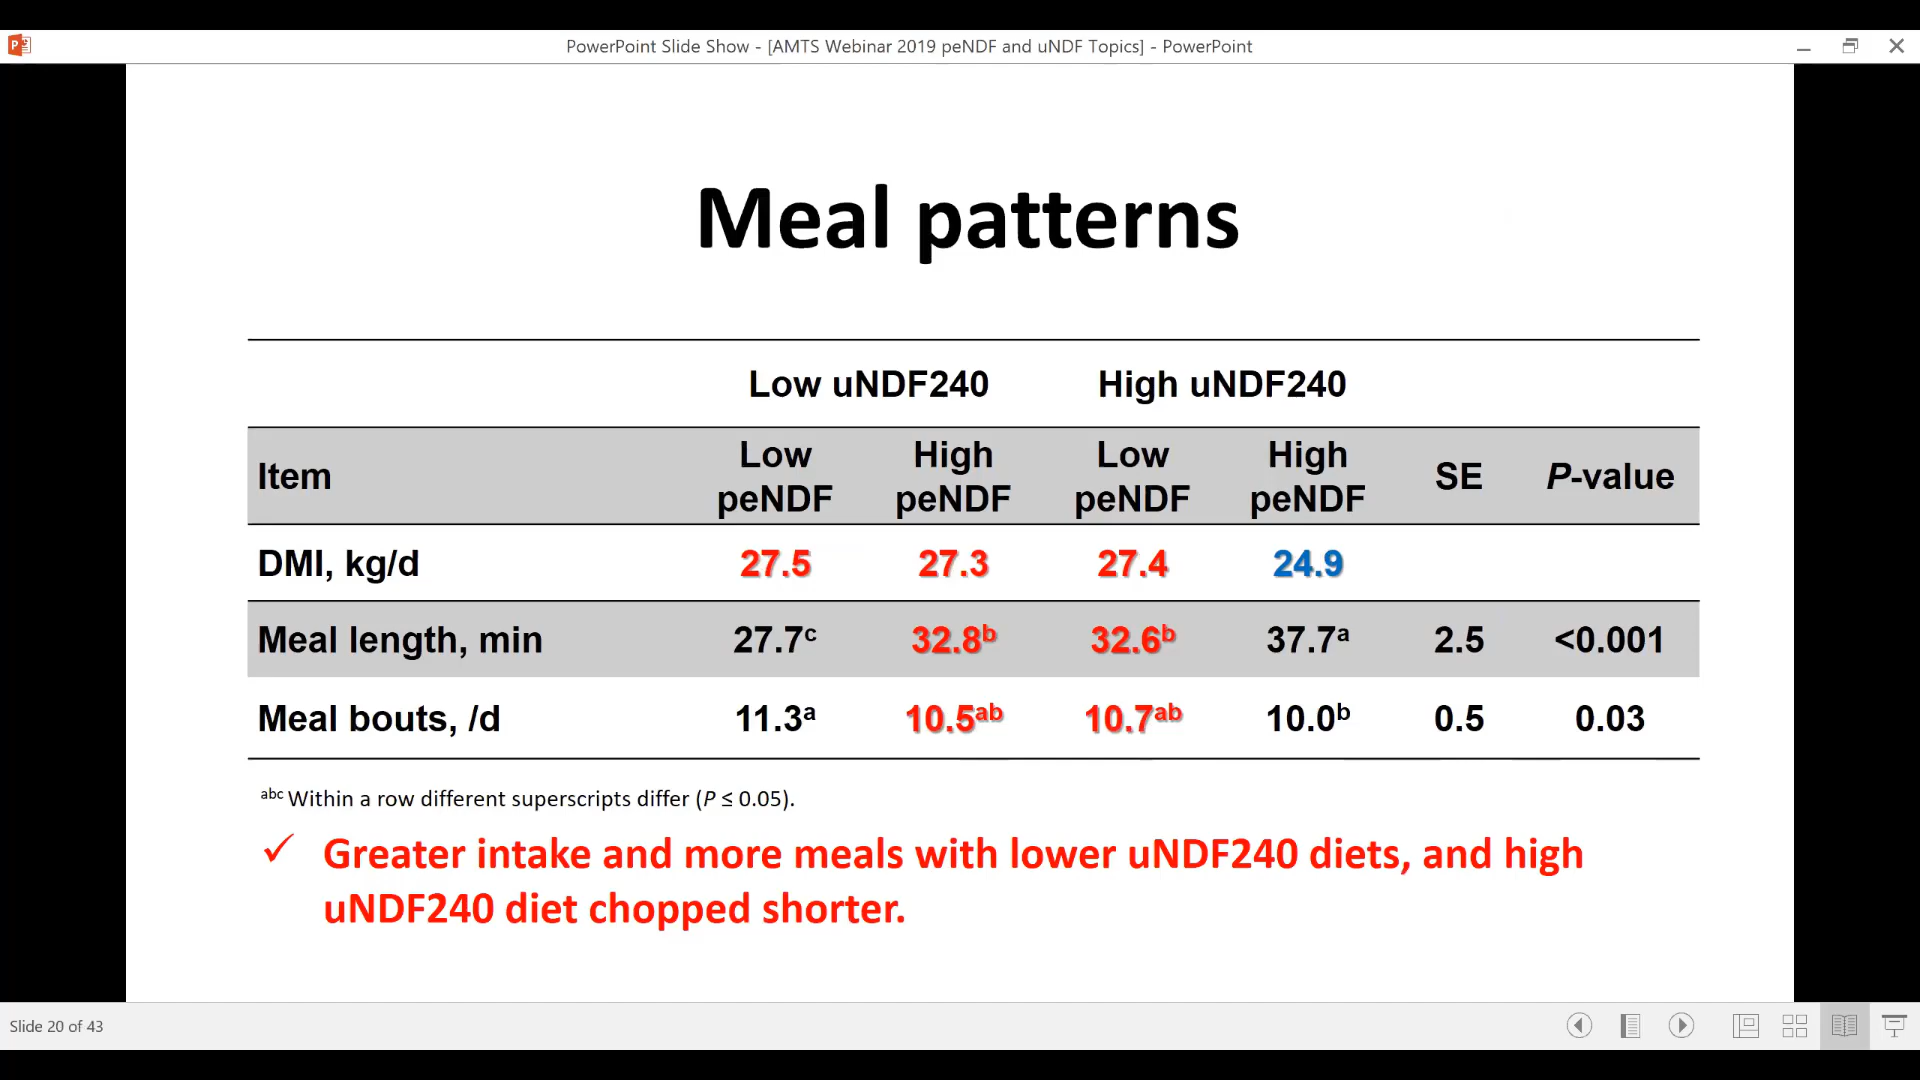 PowerPoint Slide Show - [AMTS Webinar 2019 peNDF and uNDF Topics] - PowerPoint
Meal patterns
Low uNDF240 High uNDF240
Item Low peNDF High peNDF Low peNDF High peNDF SE P-value
DMI, kg/d 27.5 27.3 27.4 24.9
Meal length, min 27.7ᶜ 32.8ᵇ 32.6ᵇ 37.7ᵃ 2.5 <0.001
Meal bouts, /d 11.3ᵃ 10.5ᵃᵇ 10.7ᵃᵇ 10.0ᵇ 0.5 0.03
ᵃᵇᶜ Within a row different superscripts differ (P ≤ 0.05).
✓ Greater intake and more meals with lower uNDF240 diets, and high
uNDF240 diet chopped shorter.
Slide 20 of 43